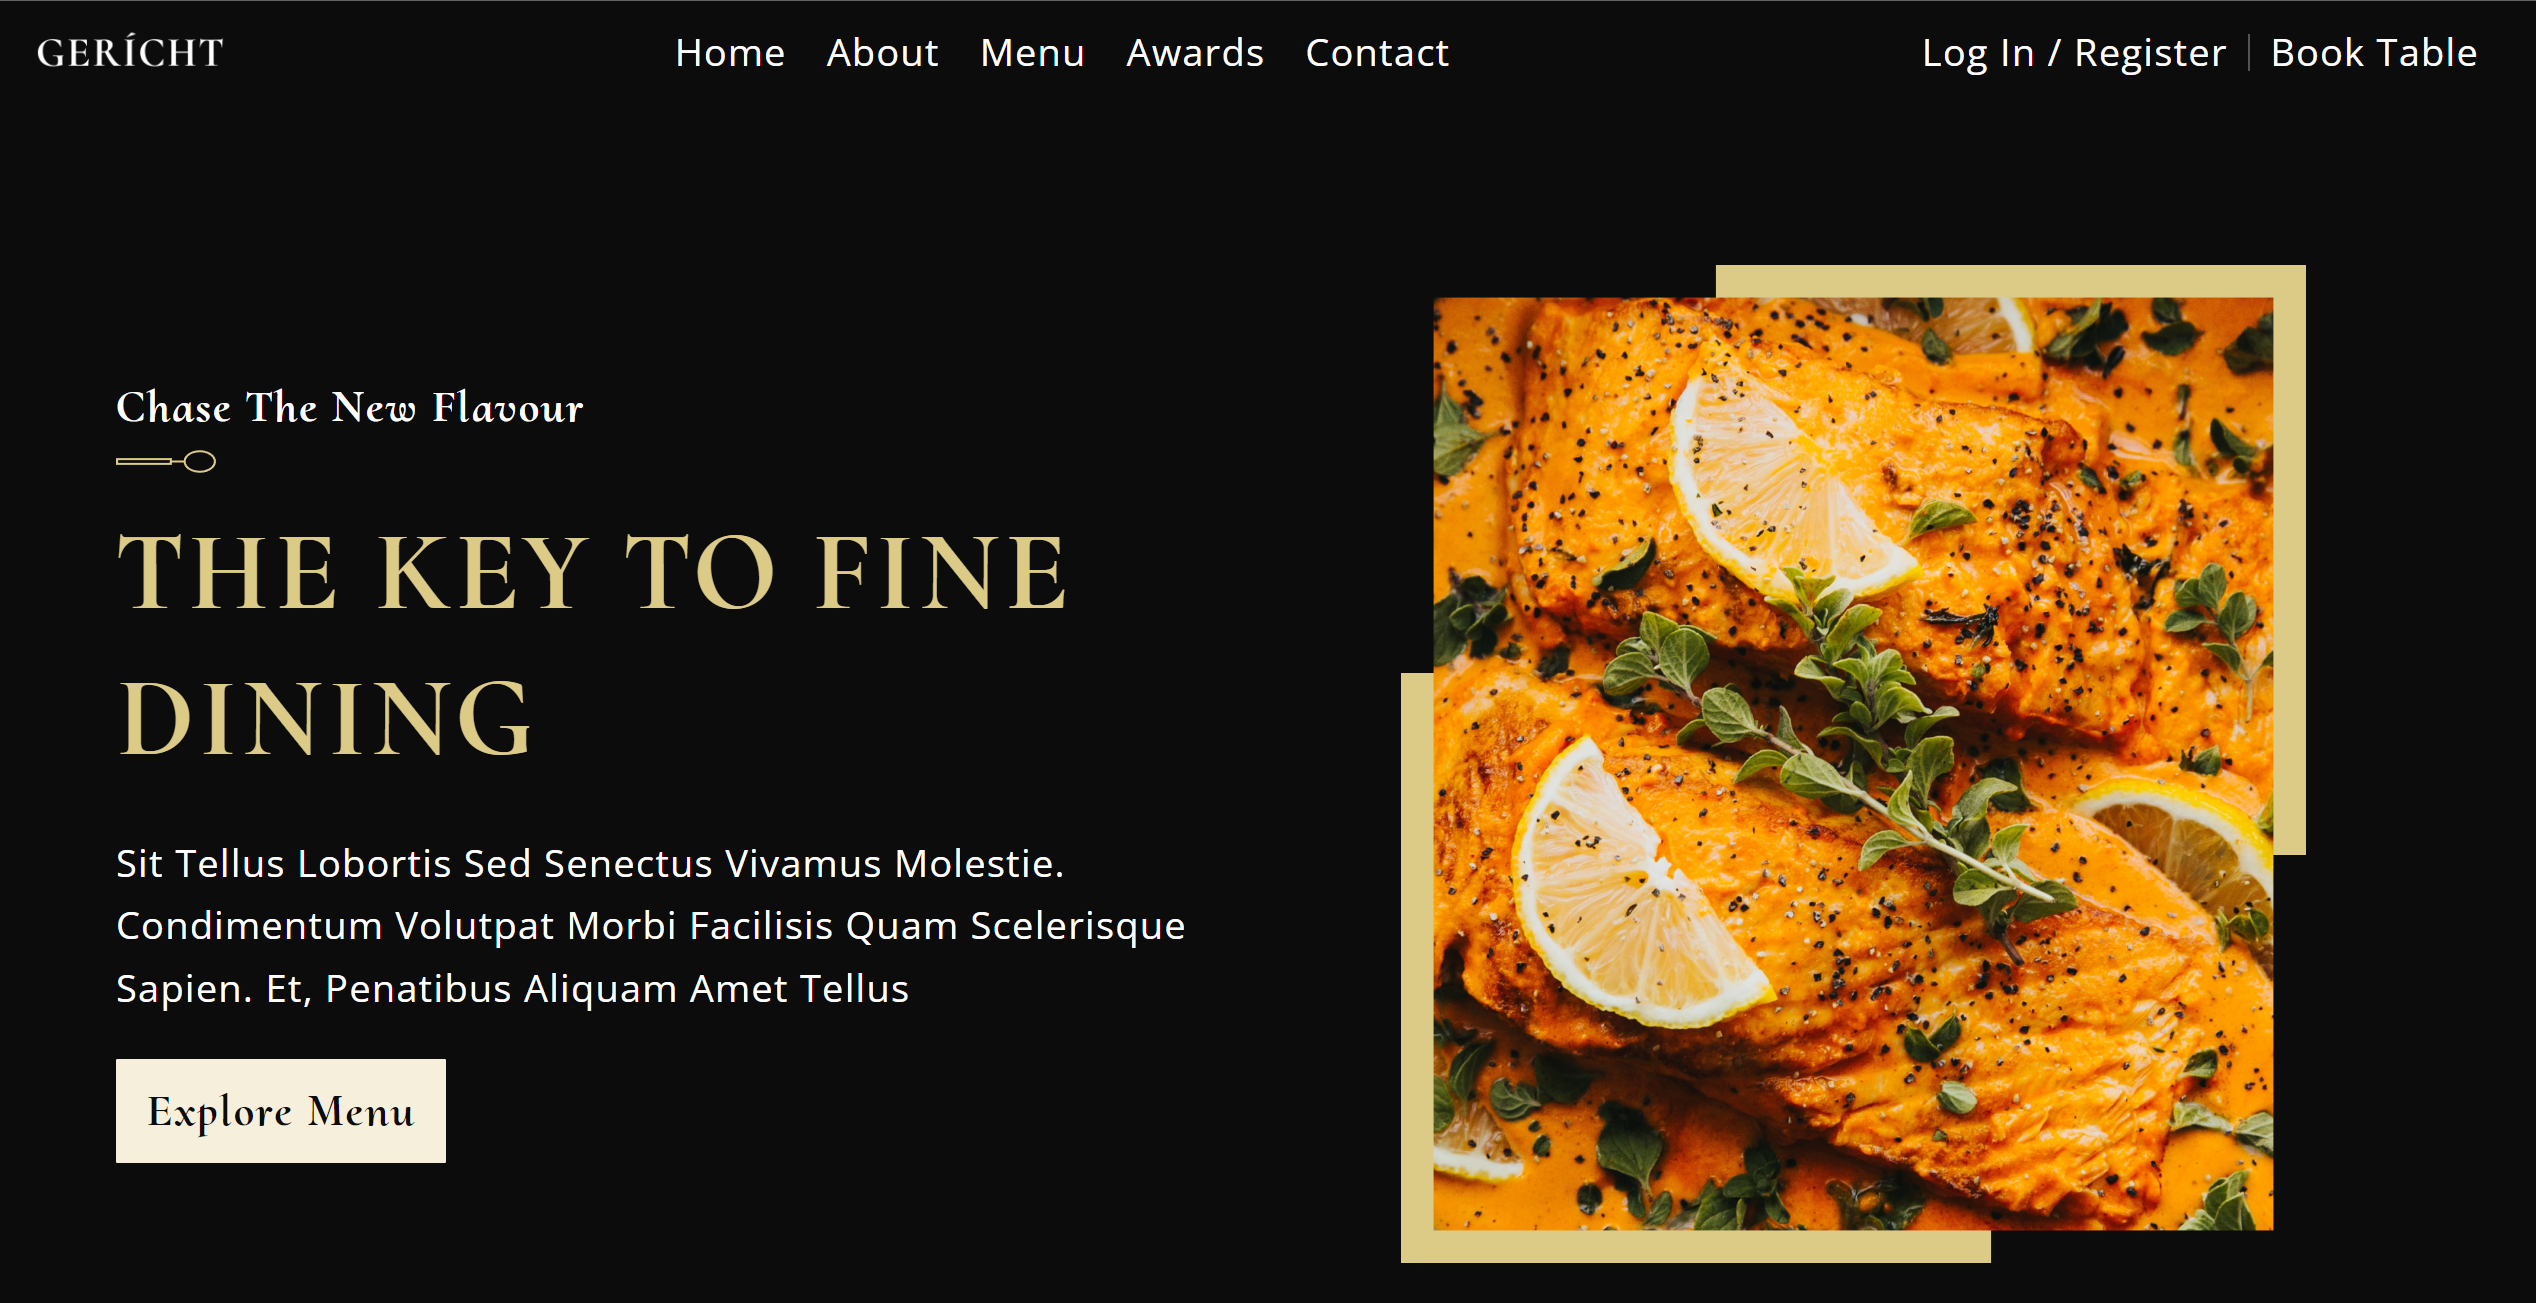 GERÍCHT
Home About Menu Awards Contact
Log In / Register Book Table
Chase The New Flavour
THE KEY TO FINE
DINING
Sit Tellus Lobortis Sed Senectus Vivamus Molestie.
Condimentum Volutpat Morbi Facilisis Quam Scelerisque
Sapien. Et, Penatibus Aliquam Amet Tellus
Explore Menu